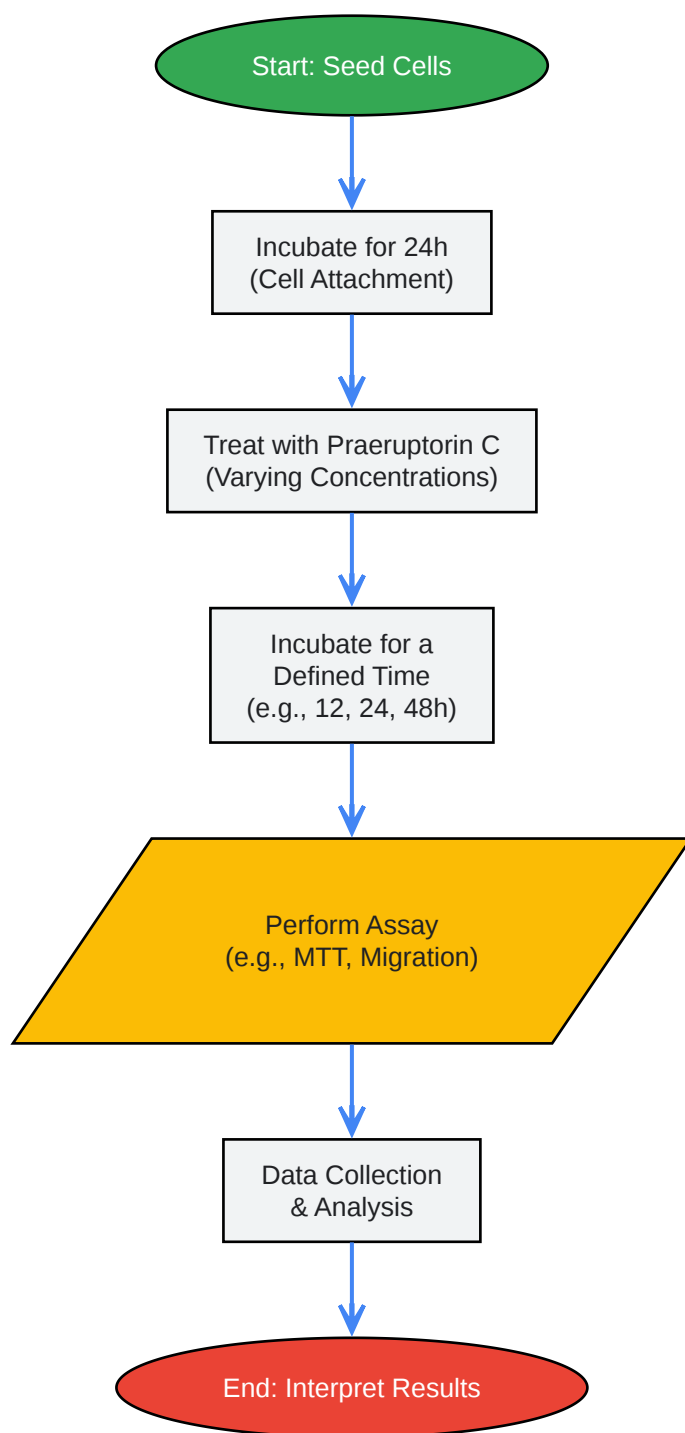 Start: Seed Cells
Incubate for 24h
(Cell Attachment)
Treat with Praeruptorin C
(Varying Concentrations)
Incubate for a
Defined Time
(e.g., 12, 24, 48h)
Perform Assay
(e.g., MTT, Migration)
Data Collection
& Analysis
End: Interpret Results